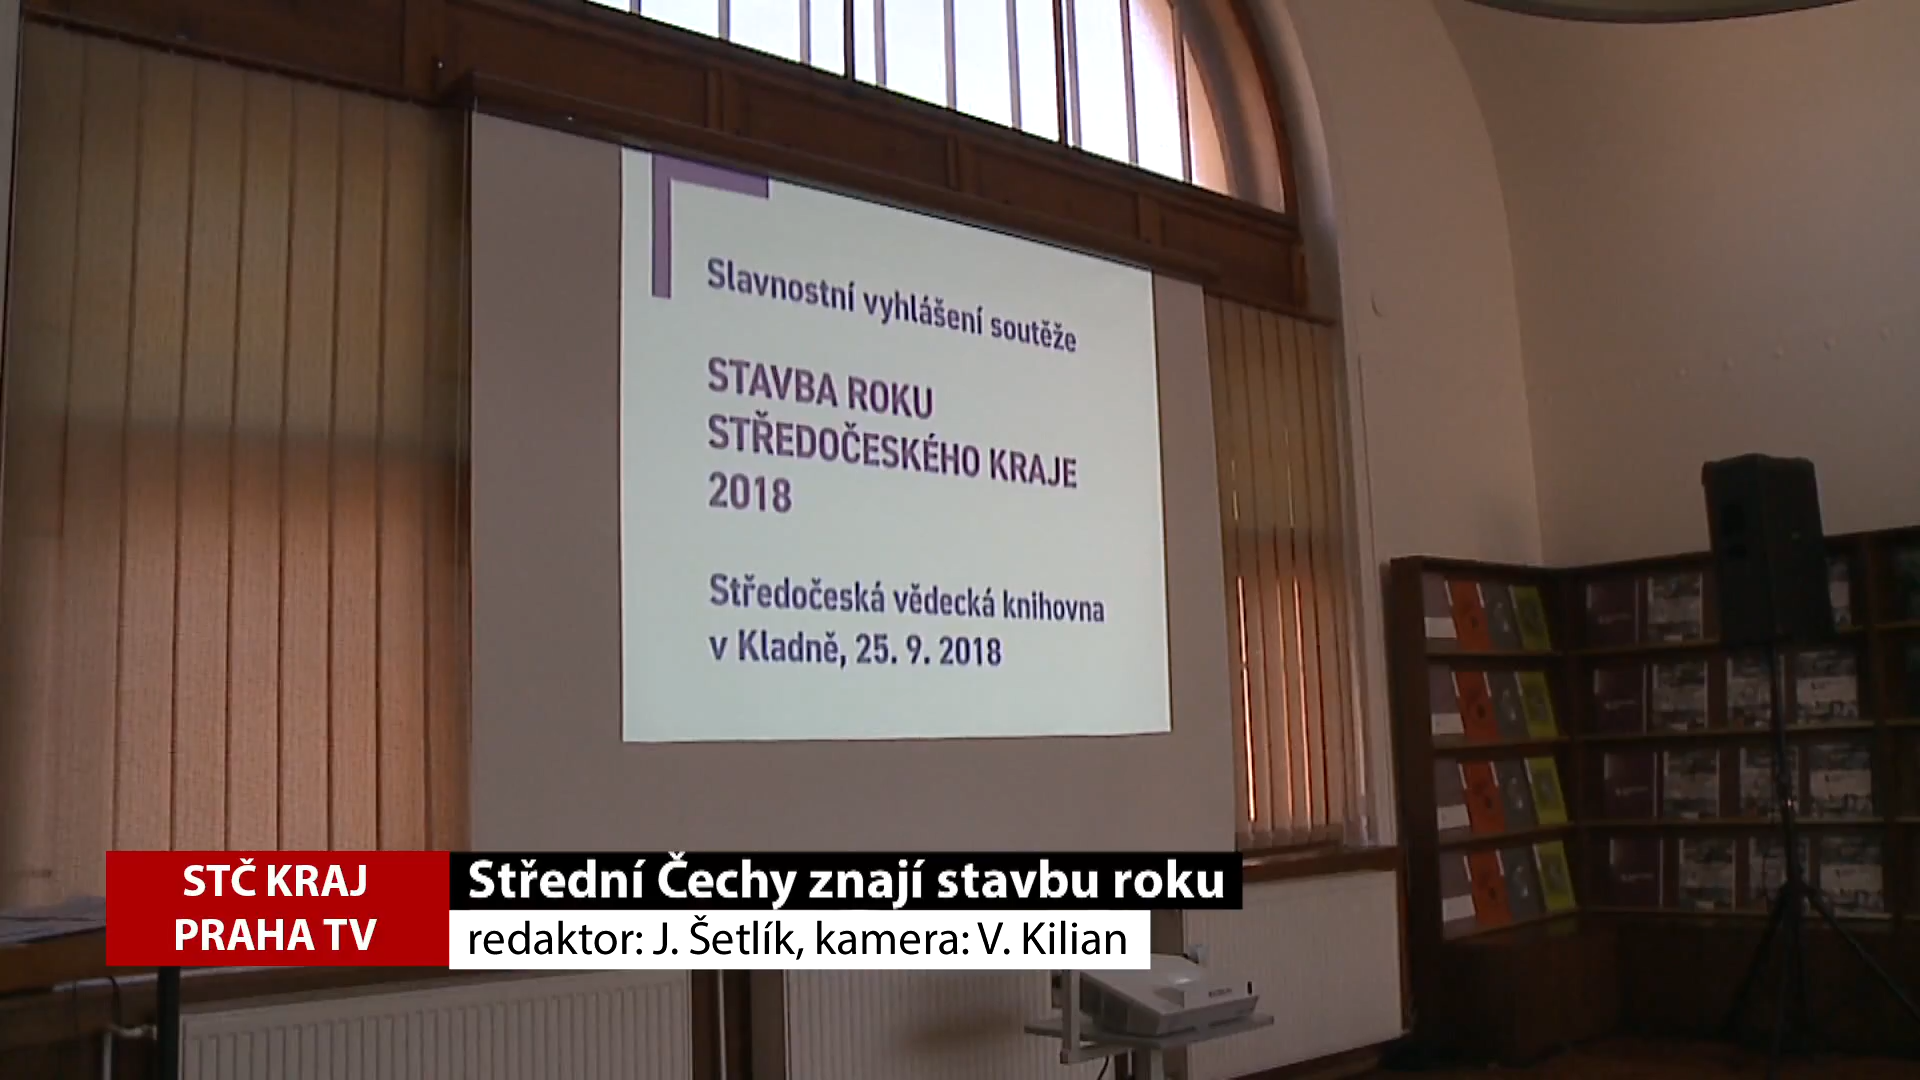 Slavnostní vyhlášení soutěže
STAVBA ROKU
STŘEDOČESKÉHO KRAJE
2018
Středočeská vědecká knihovna
v Kladně, 25. 9. 2018
STČ KRAJ
PRAHA TV
Střední Čechy znají stavbu roku
redaktor: J. Šetlík, kamera: V. Kilian